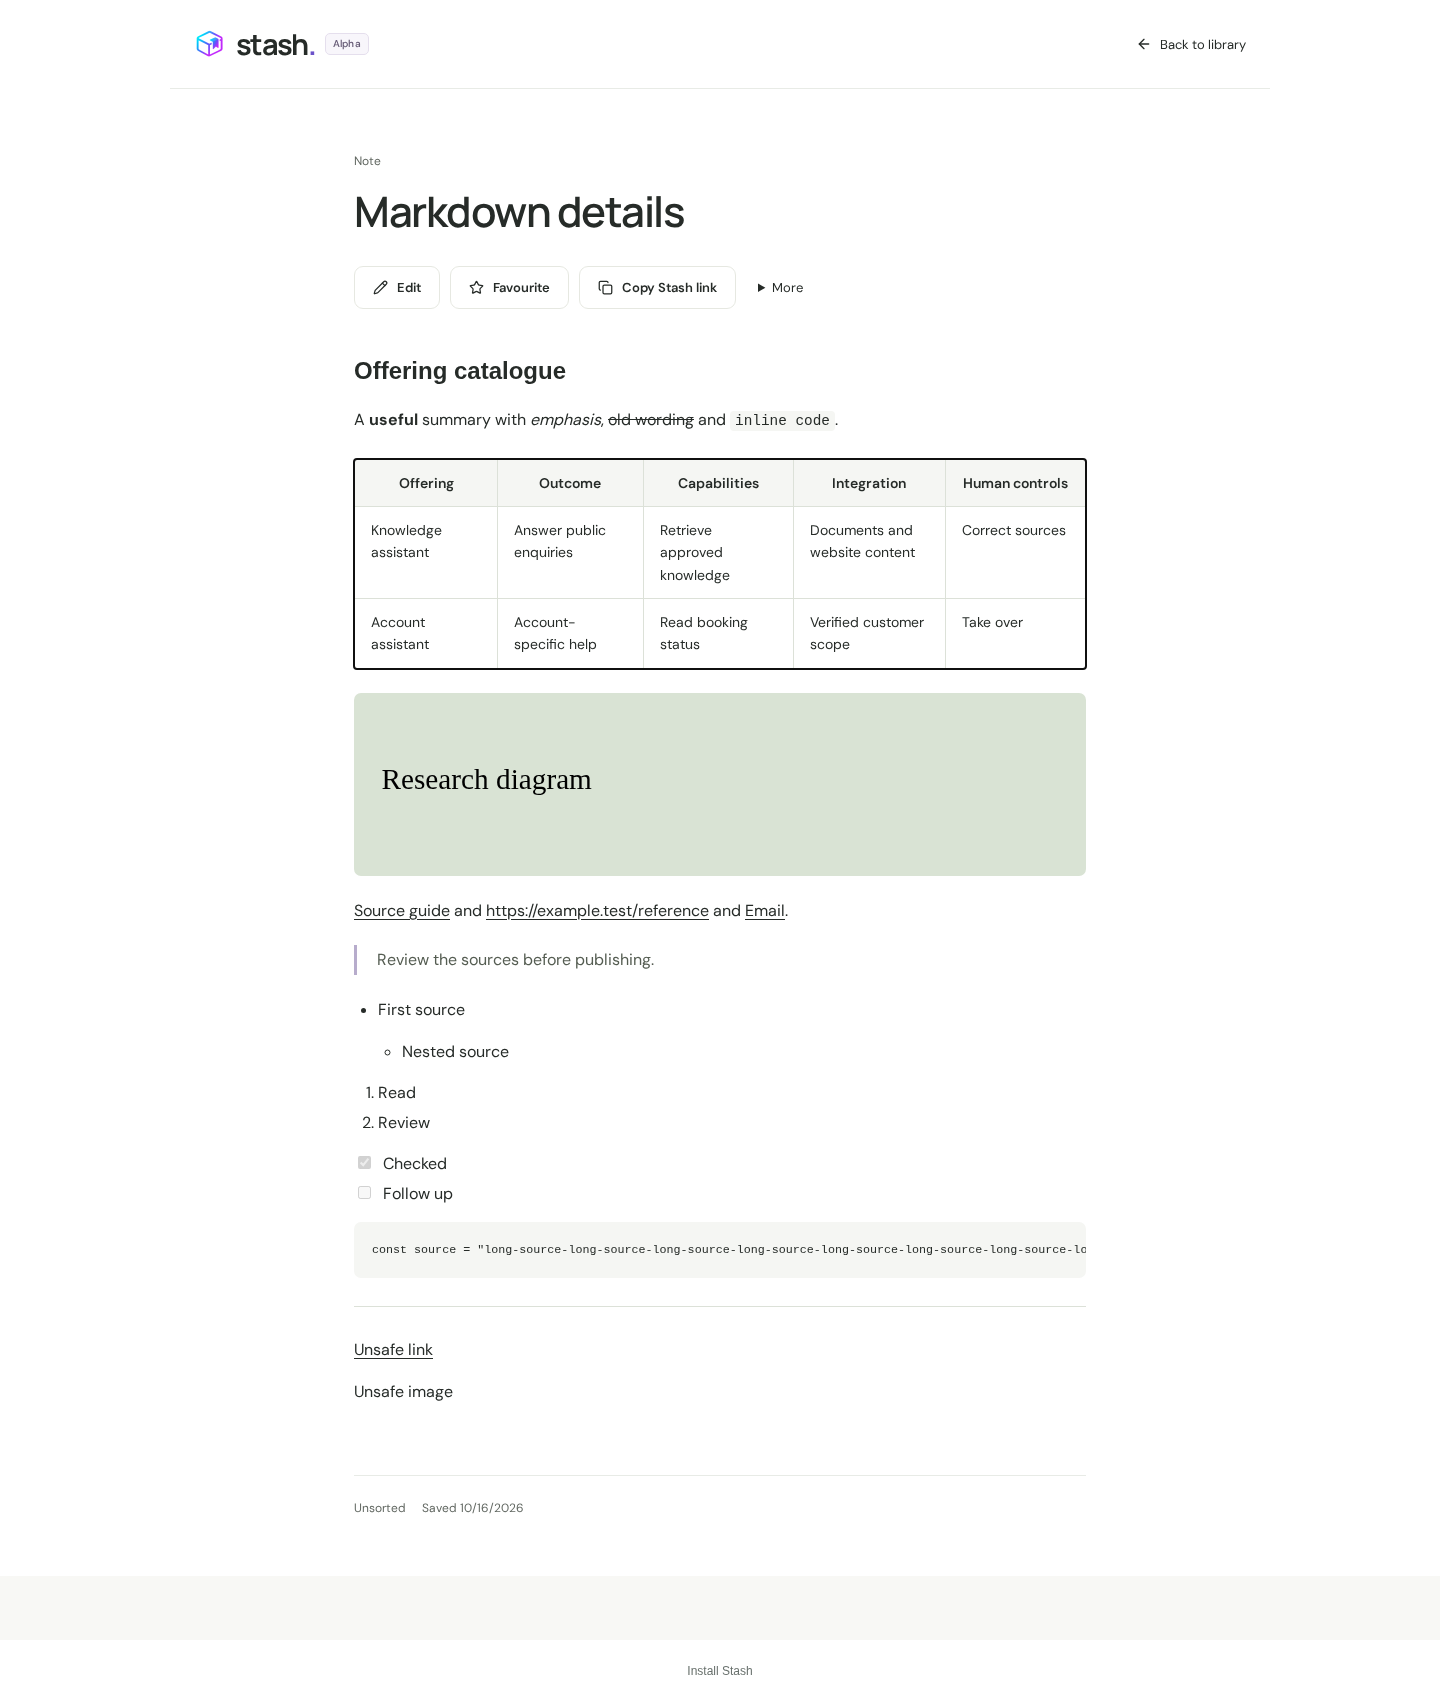 stash.
Alpha
Back to library
Note
Markdown details
Edit
Favourite
Copy Stash link
More
Offering catalogue
A useful summary with emphasis, old wording and inline code.
Offering Outcome Capabilities Integration Human controls
Knowledge assistant
Answer public enquiries
Retrieve approved knowledge
Documents and website content
Correct sources
Account assistant
Account-specific help
Read booking status
Verified customer scope
Take over
Research diagram
Source guide and https://example.test/reference and Email.
Review the sources before publishing.
First source
Nested source
1. Read
2. Review
Checked
Follow up
const source = "long-source-long-source-long-source-long-source-long-source-long-source-long-source-lo
Unsafe link
Unsafe image
Unsorted Saved 10/16/2026
Install Stash